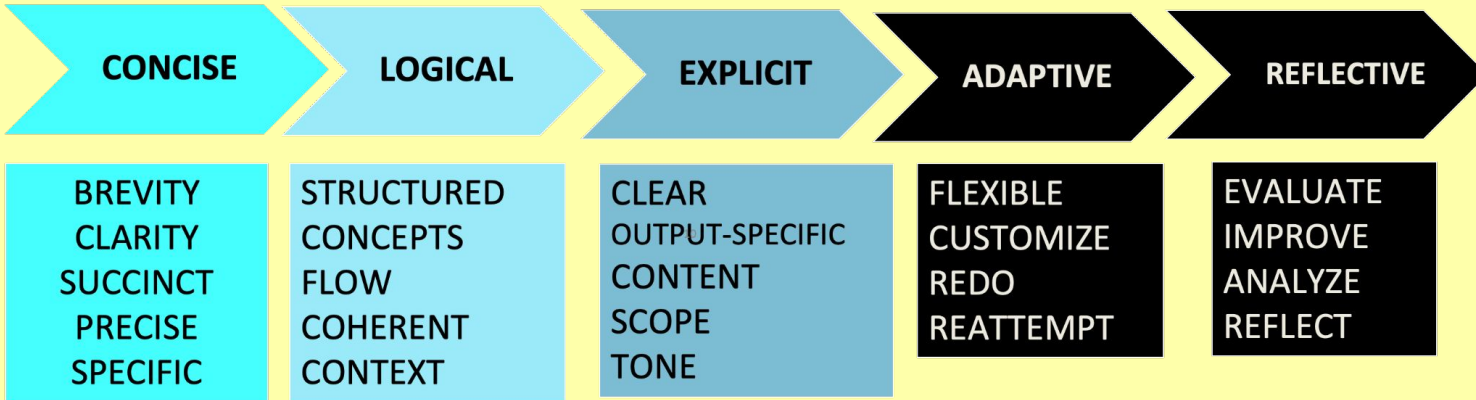 CONCISE
LOGICAL
EXPLICIT
ADAPTIVE
REFLECTIVE
BREVITY
CLARITY
SUCCINCT
PRECISE
SPECIFIC
STRUCTURED
CONCEPTS
FLOW
COHERENT
CONTEXT
CLEAR
OUTPUT-SPECIFIC
CONTENT
SCOPE
TONE
FLEXIBLE
CUSTOMIZE
REDO
REATTEMPT
EVALUATE
IMPROVE
ANALYZE
REFLECT